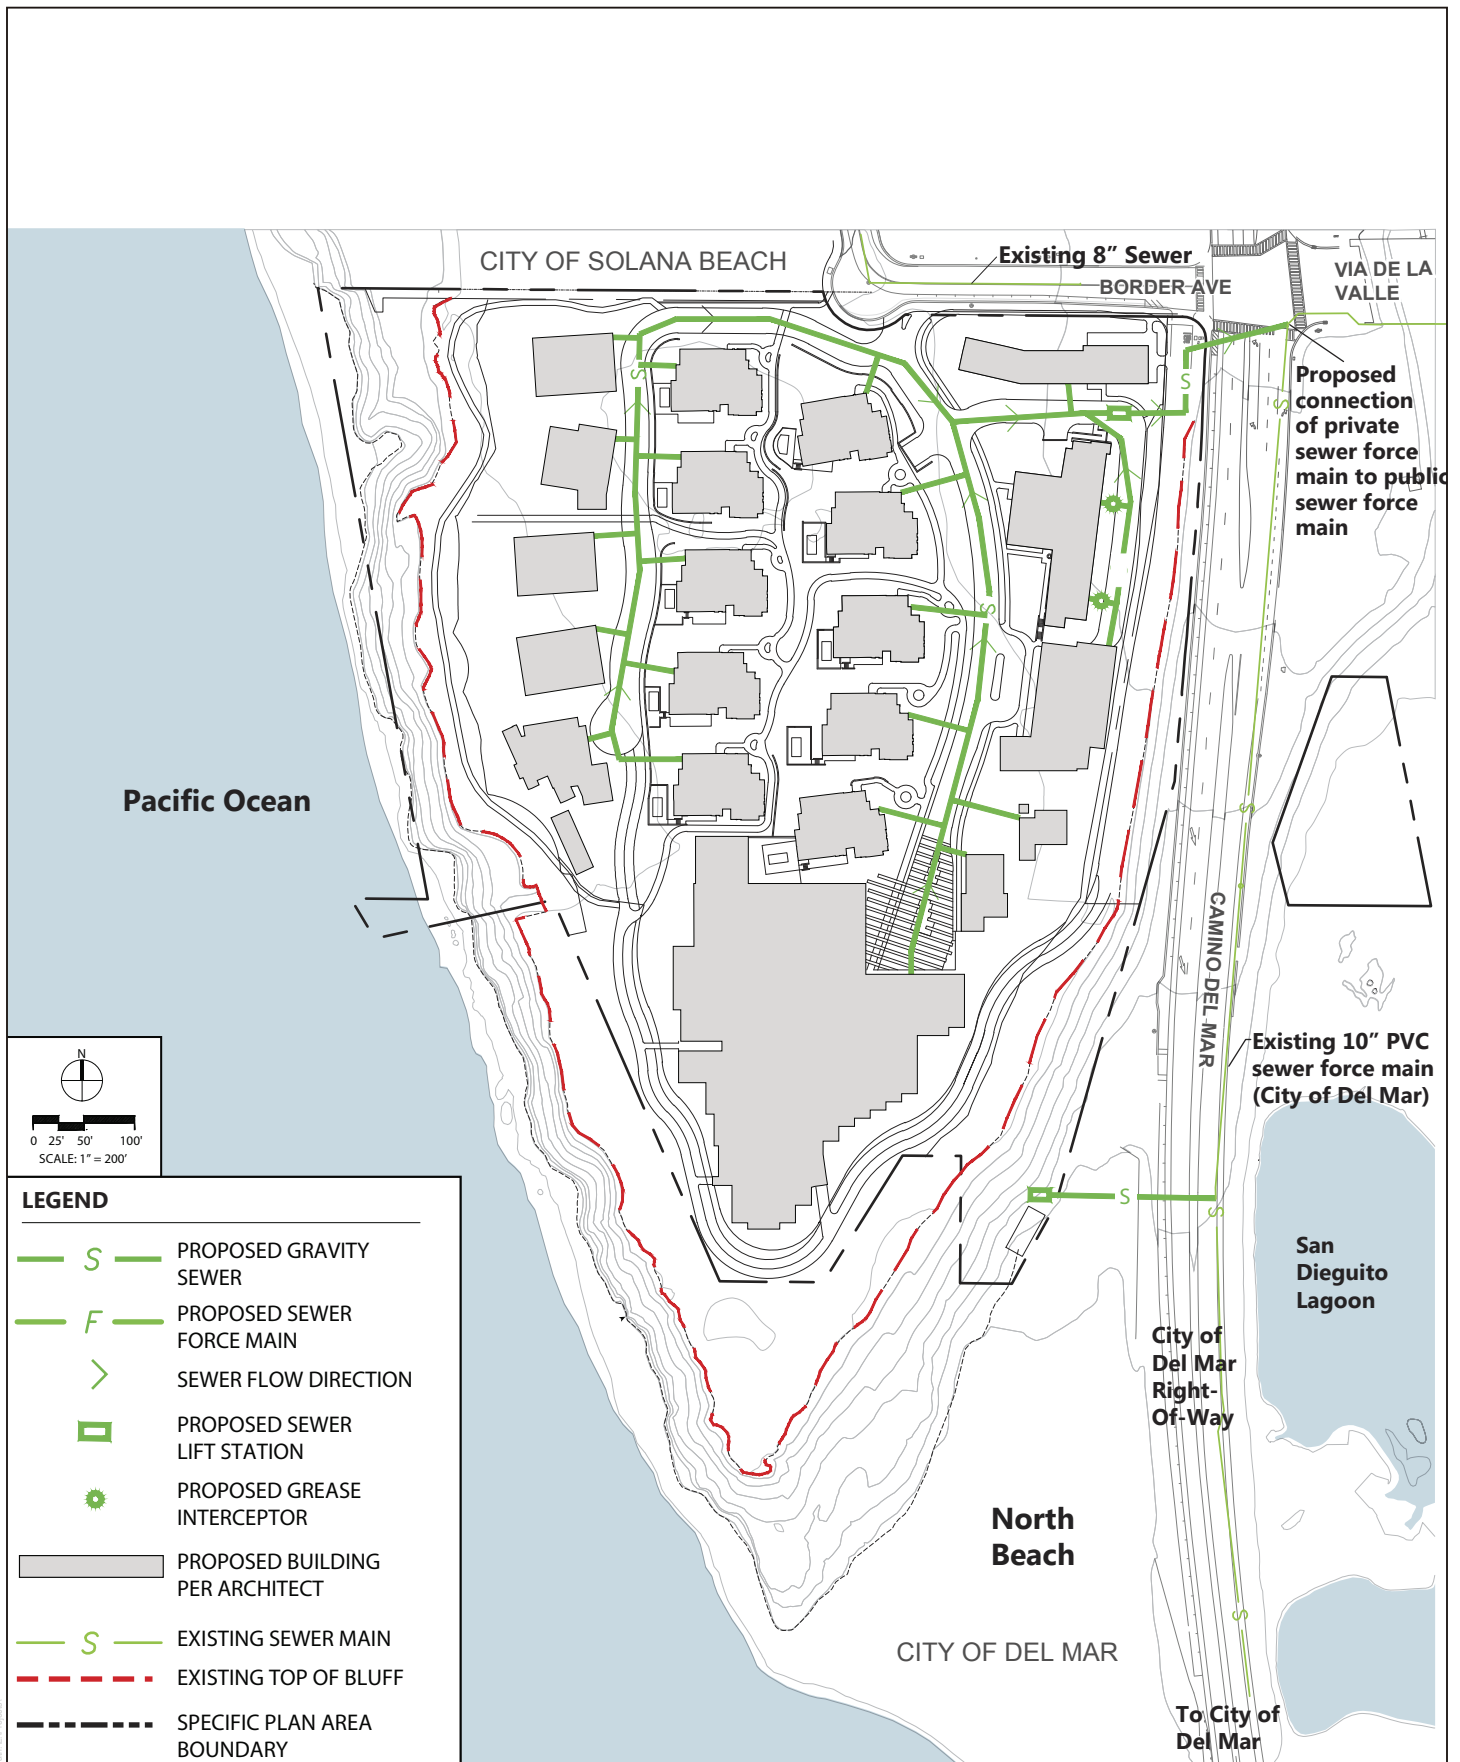 CITY OF SOLANA BEACH
Existing 8” Sewer
BORDER AVE
VIA DE LA
VALLE
Proposed
connection
of private
sewer force
main to public
sewer force
main
S
S
S
S
S
Pacific Ocean
CAMINO DEL MAR
Existing 10” PVC
sewer force main
(City of Del Mar)
S
S
S
San
Dieguito
Lagoon
City of
Del Mar
Right-
Of-Way
North
Beach
S
CITY OF DEL MAR
To City of
Del Mar
N
0 25' 50' 100'
SCALE: 1” = 200’
LEGEND
S PROPOSED GRAVITY
SEWER
F PROPOSED SEWER
FORCE MAIN
SEWER FLOW DIRECTION
PROPOSED SEWER
LIFT STATION
PROPOSED GREASE
INTERCEPTOR
PROPOSED BUILDING
PER ARCHITECT
S EXISTING SEWER MAIN
EXISTING TOP OF BLUFF
SPECIFIC PLAN AREA
BOUNDARY